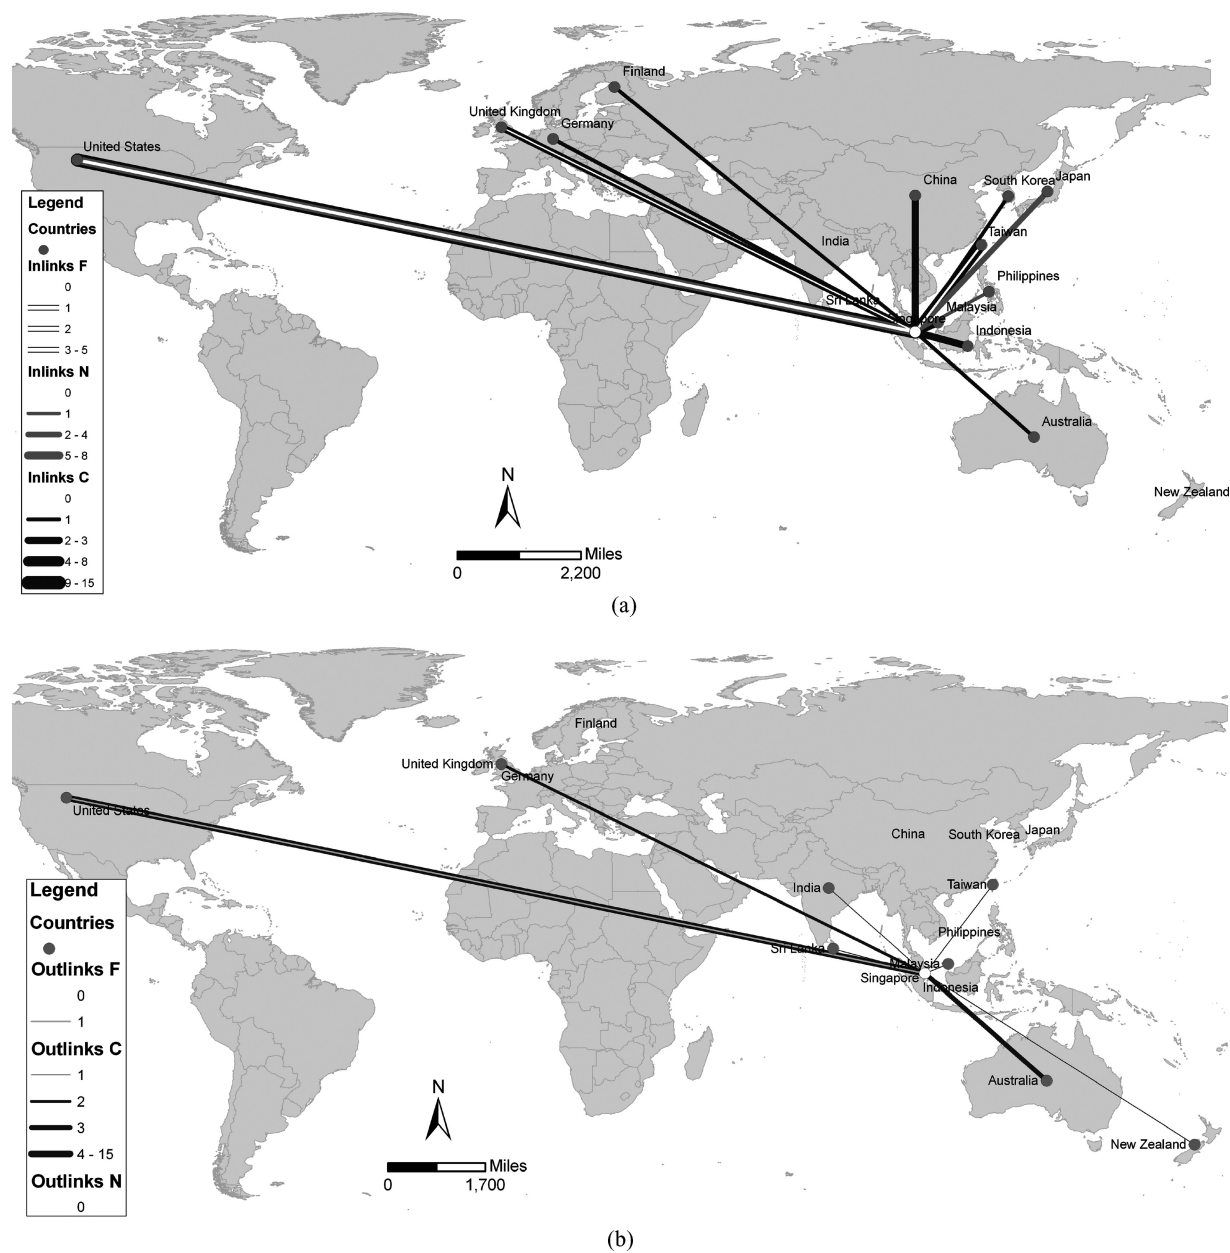 Finland
United Kingdom
Germany
United States
China
South Korea
Japan
Taiwan
India
Philippines
Sri Lanka
Malaysia
Singapore
Indonesia
Australia
New Zealand
Legend
Countries
Inlinks F
0
1
2
3 - 5
Inlinks N
0
1
2 - 4
5 - 8
Inlinks C
0
1
2 - 3
4 - 8
9 - 15
N
Miles
0 2,200
(a)
Finland
United Kingdom
Germany
United States
China
South Korea
Japan
India
Taiwan
Philippines
Sri Lanka
Malaysia
Singapore
Indonesia
Australia
New Zealand
Legend
Countries
Outlinks F
0
1
Outlinks C
1
2
3
4 - 15
Outlinks N
0
N
Miles
0 1,700
(b)